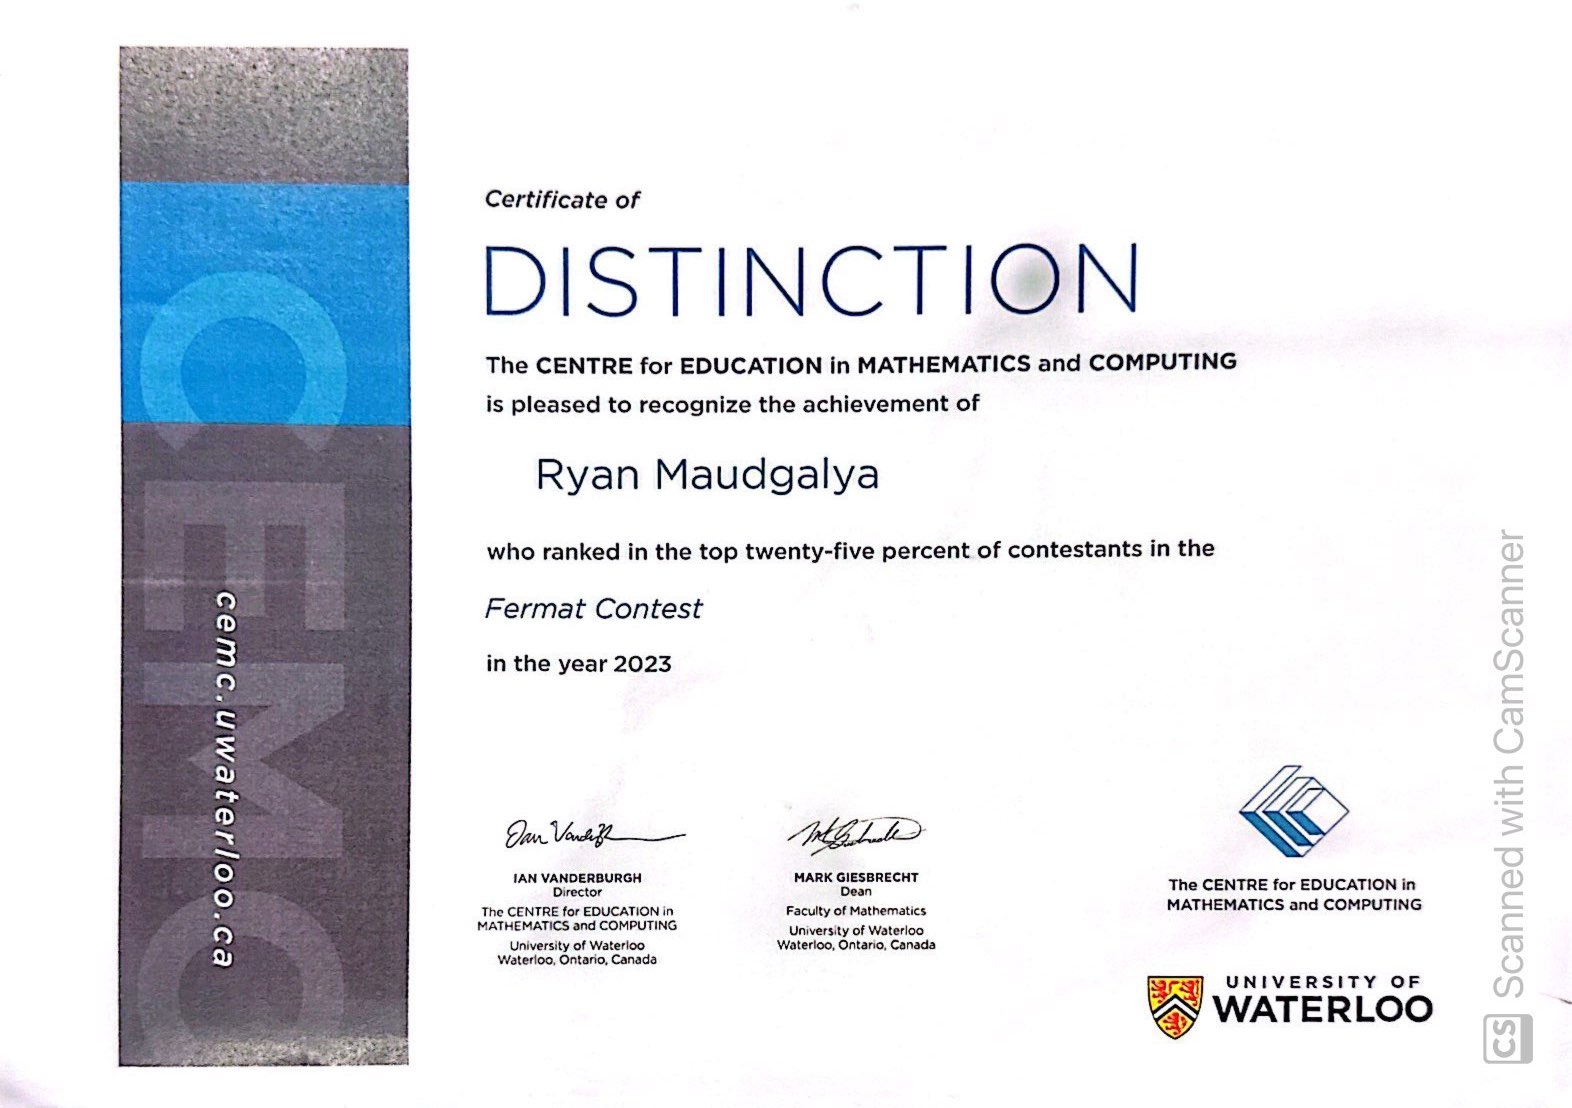 Certificate of
DISTINCTION
The CENTRE for EDUCATION in MATHEMATICS and COMPUTING
is pleased to recognize the achievement of
Ryan Maudgalya
who ranked in the top twenty-five percent of contestants in the
Fermat Contest
in the year 2023
IAN VANDERBURGH
Director
The CENTRE for EDUCATION in
MATHEMATICS and COMPUTING
University of Waterloo
Waterloo, Ontario, Canada
MARK GIESBRECHT
Dean
Faculty of Mathematics
University of Waterloo
Waterloo, Ontario, Canada
The CENTRE for EDUCATION in
MATHEMATICS and COMPUTING
UNIVERSITY OF
WATERLOO
CEMC
cemc.uwaterloo.ca
CS Scanned with CamScanner